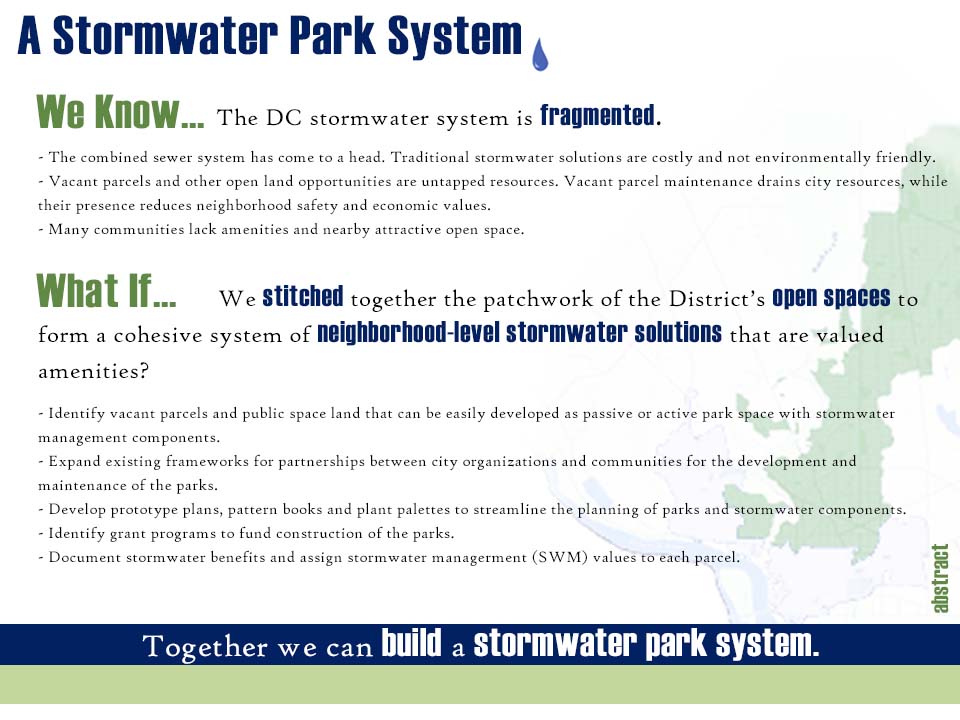 A Stormwater Park System
We Know... The DC stormwater system is fragmented.
- The combined sewer system has come to a head. Traditional stormwater solutions are costly and not environmentally friendly.
- Vacant parcels and other open land opportunities are untapped resources. Vacant parcel maintenance drains city resources, while
their presence reduces neighborhood safety and economic values.
- Many communities lack amenities and nearby attractive open space.
What If... We stitched together the patchwork of the District's open spaces to
form a cohesive system of neighborhood-level stormwater solutions that are valued
amenities?
- Identify vacant parcels and public space land that can be easily developed as passive or active park space with stormwater
management components.
- Expand existing frameworks for partnerships between city organizations and communities for the development and
maintenance of the parks.
- Develop prototype plans, pattern books and plant palettes to streamline the planning of parks and stormwater components.
- Identify grant programs to fund construction of the parks.
- Document stormwater benefits and assign stormwater managerment (SWM) values to each parcel.
abstract
Together we can build a stormwater park system.